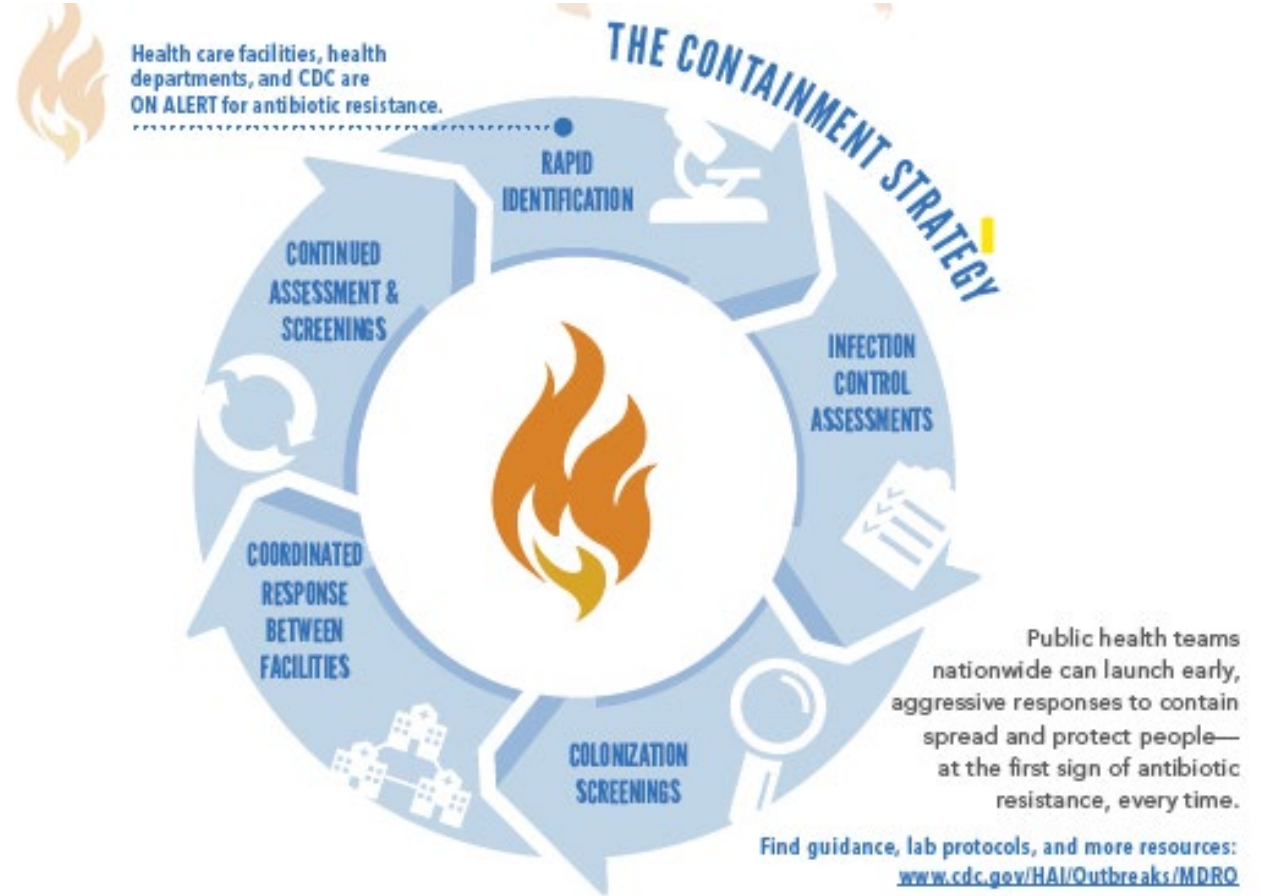 Health care facilities, health
departments, and CDC are
ON ALERT for antibiotic resistance.
THE CONTAINMENT STRATEGY
RAPID
IDENTIFICATION
INFECTION
CONTROL
ASSESSMENTS
COLONIZATION
SCREENINGS
COORDINATED
RESPONSE
BETWEEN
FACILITIES
CONTINUED
ASSESSMENT &
SCREENINGS
Public health teams
nationwide can launch early,
aggressive responses to contain
spread and protect people—
at the first sign of antibiotic
resistance, every time.
Find guidance, lab protocols, and more resources:
www.cdc.gov/HAI/Outbreaks/MDRO